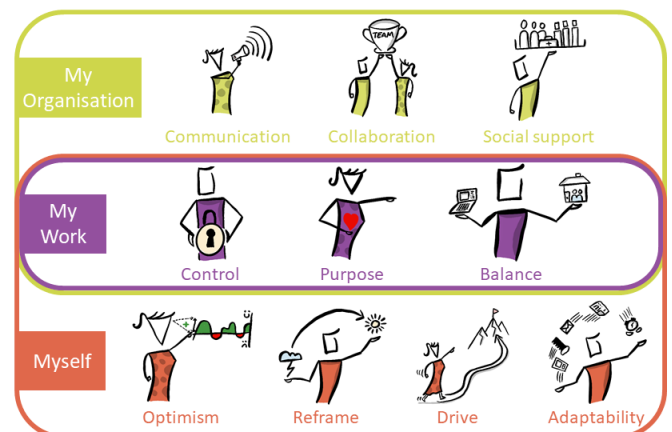 My
Organisation
TEAM
Communication
Collaboration
Social support
My
Work
Control
Purpose
Balance
Myself
Optimism
Reframe
Drive
Adaptability